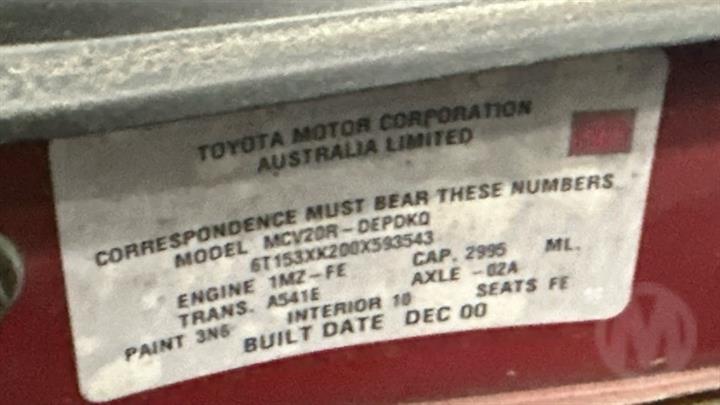 TOYOTA MOTOR CORPORATION
AUSTRALIA LIMITED
CORRESPONDENCE MUST BEAR THESE NUMBERS
MODEL MCV20R-DEPDKQ
6T153XK200X593543
ENGINE 1MZ-FE CAP. 2995 ML.
TRANS. A541E AXLE -02A
PAINT 3N6 INTERIOR 10 SEATS FE
BUILT DATE DEC 00
M